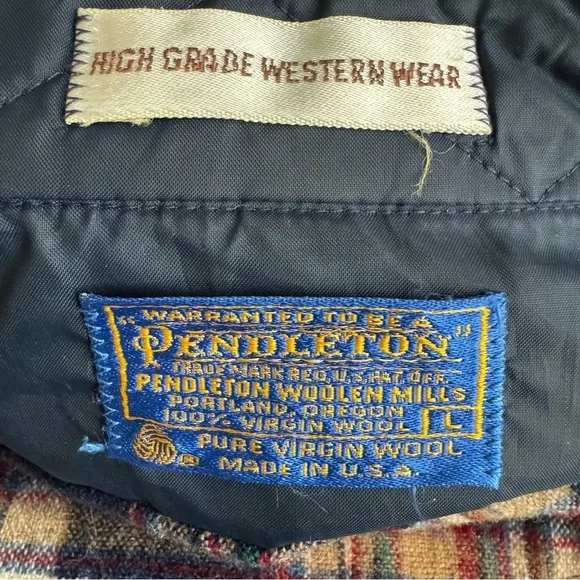 HIGH GRADE WESTERN WEAR
"WARRANTED TO BE A
PENDLETON"
TRADE MARK REG. U.S. PAT. OFF.
PENDLETON WOOLEN MILLS
PORTLAND, OREGON
100% VIRGIN WOOL L
®
PURE VIRGIN WOOL
MADE IN U.S.A.